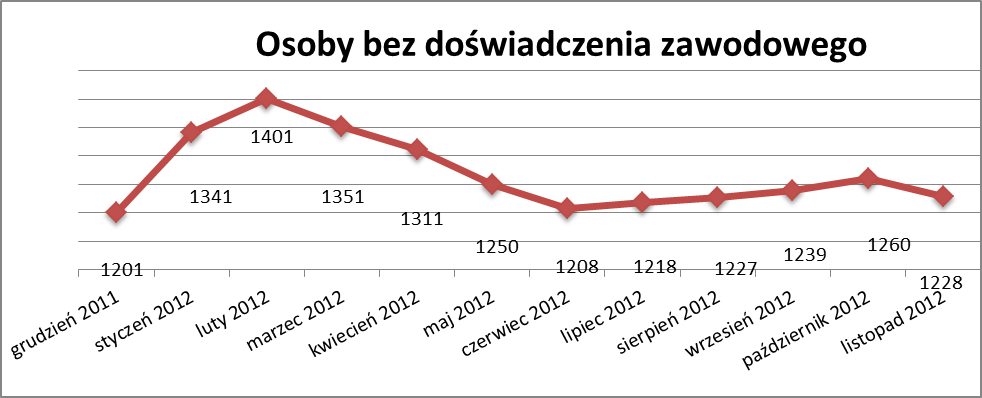 Osoby bez doświadczenia zawodowego
1401
1341
1351
1311
1250
1260
1239
1201
1208
1218
1227
1228
grudzień 2011
styczeń 2012
luty 2012
marzec 2012
kwiecień 2012
maj 2012
czerwiec 2012
lipiec 2012
sierpień 2012
wrzesień 2012
październik 2012
listopad 2012